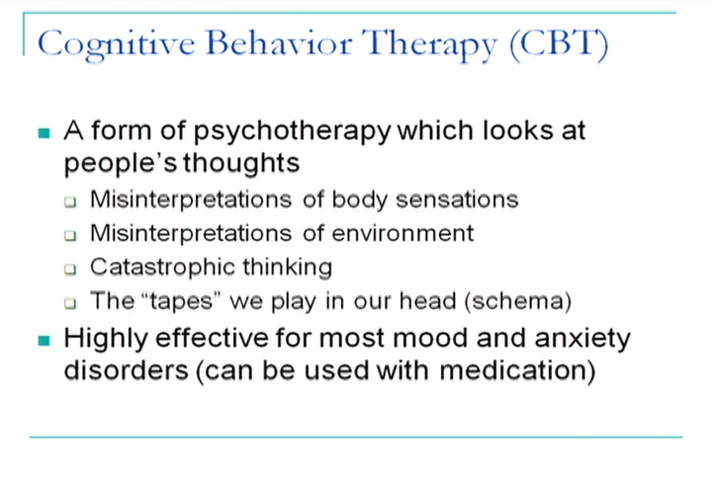 Cognitive Behavior Therapy (CBT)
A form of psychotherapy which looks at
people's thoughts
Misinterpretations of body sensations
Misinterpretations of environment
Catastrophic thinking
The “tapes” we play in our head (schema)
Highly effective for most mood and anxiety
disorders (can be used with medication)